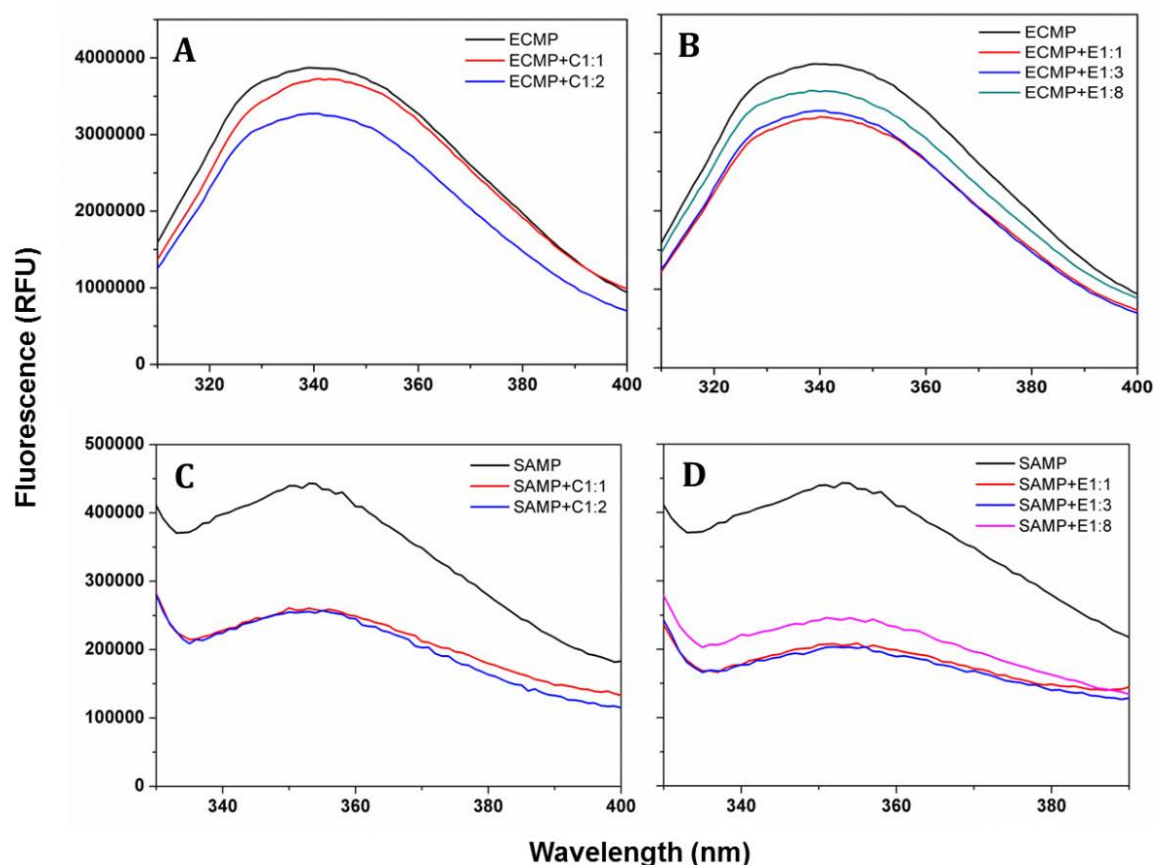 Fluorescence (RFU)
A
ECMP
ECMP+C1:1
ECMP+C1:2
4000000
3000000
2000000
1000000
0
320
340
360
380
400
B
ECMP
ECMP+E1:1
ECMP+E1:3
ECMP+E1:8
320
340
360
380
400
C
SAMP
SAMP+C1:1
SAMP+C1:2
500000
400000
300000
200000
100000
0
340
360
380
400
D
SAMP
SAMP+E1:1
SAMP+E1:3
SAMP+E1:8
340
360
380
Wavelength (nm)